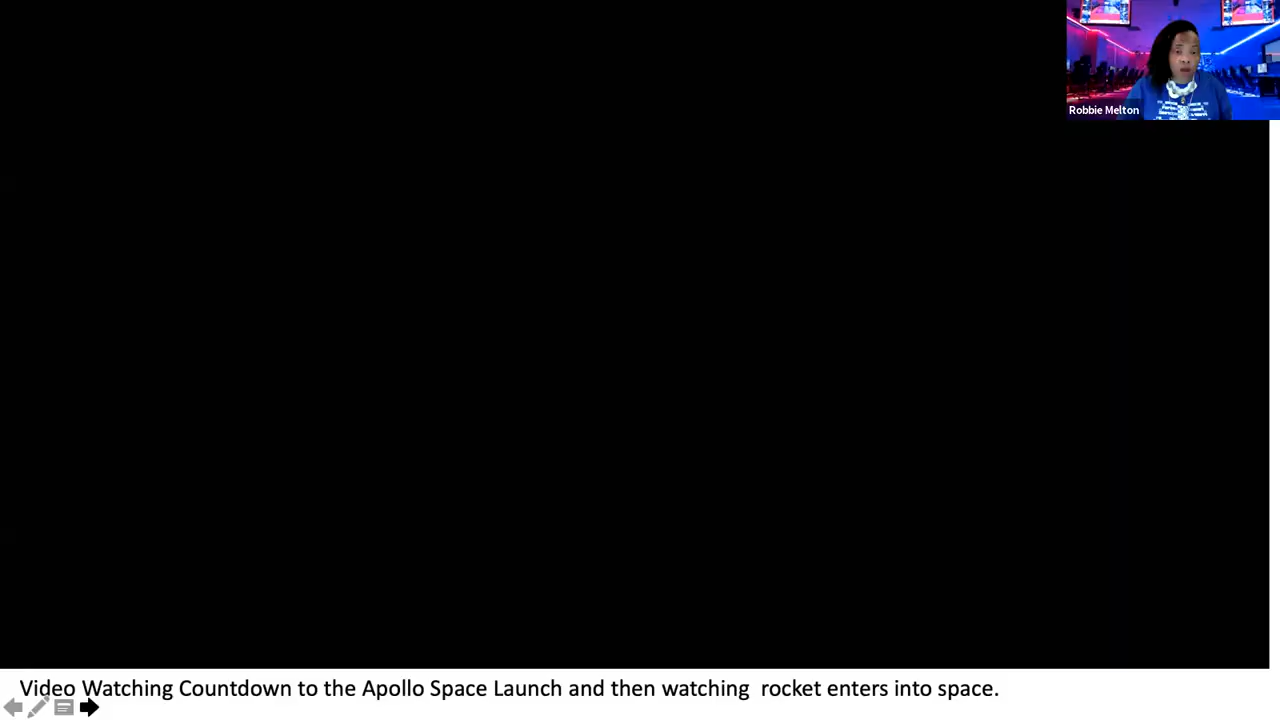 Robbie Melton
Video Watching Countdown to the Apollo Space Launch and then watching  rocket enters into space.